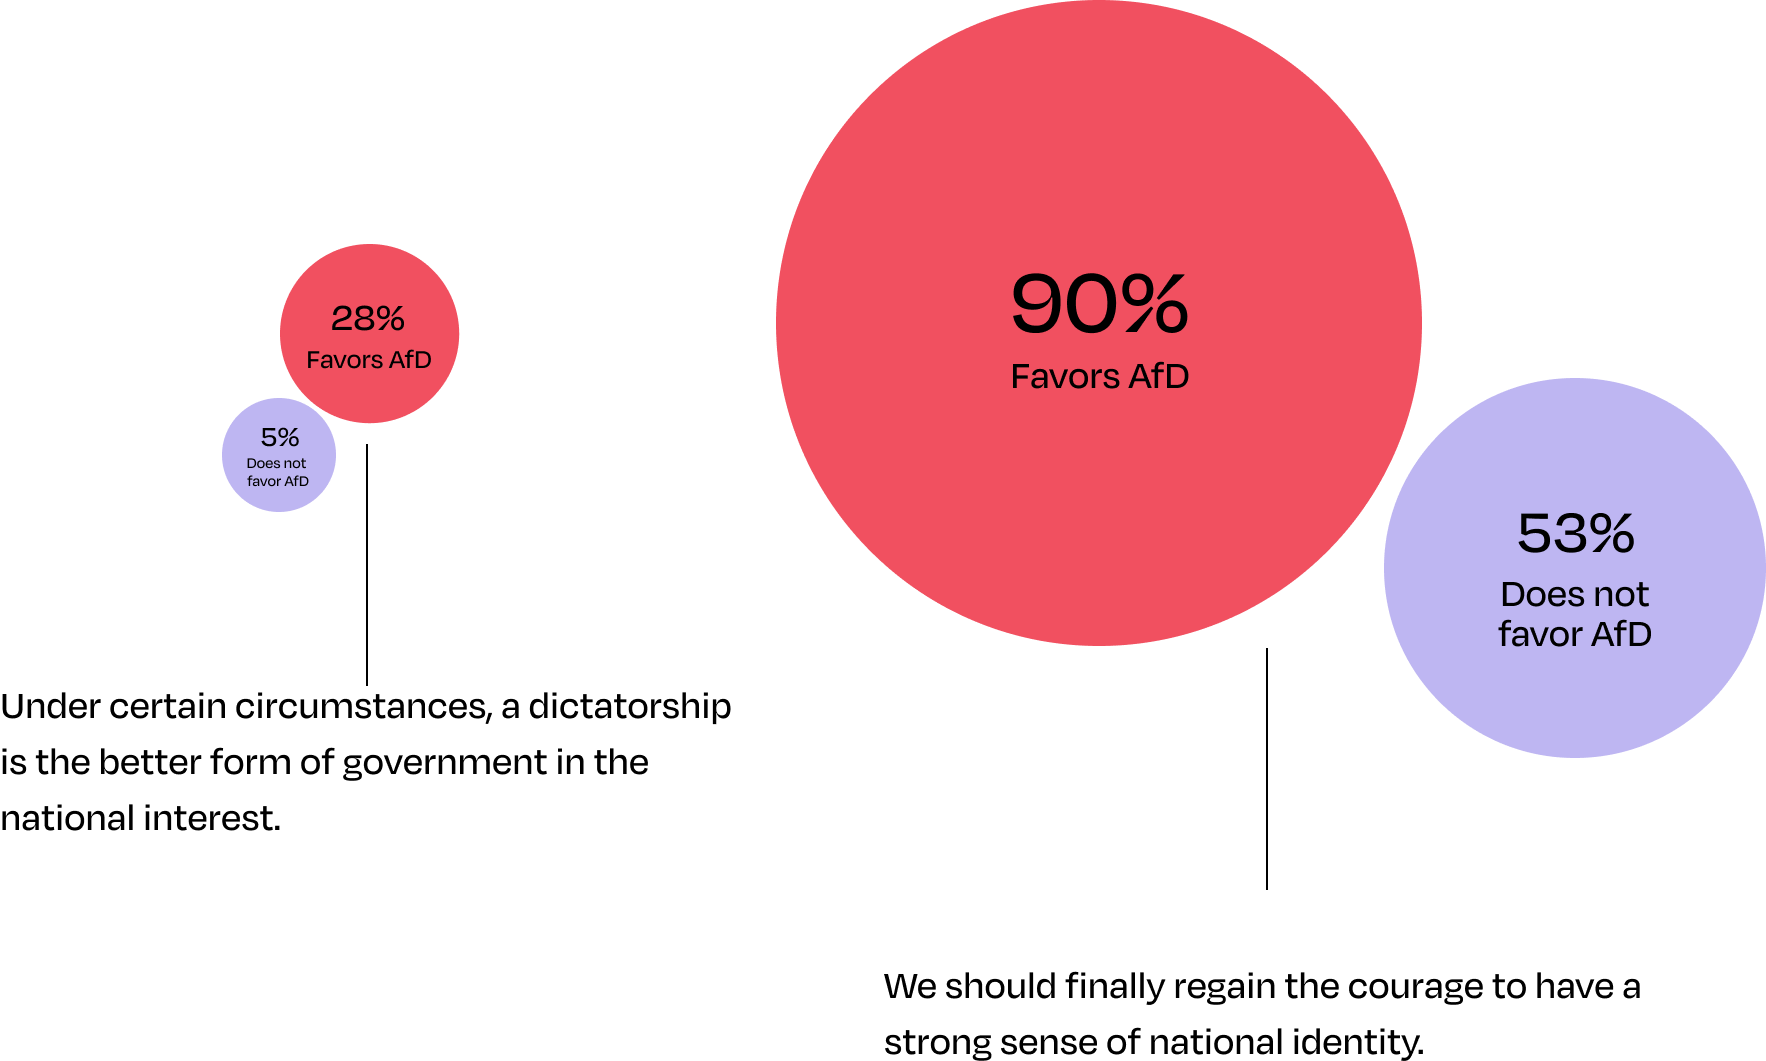 28%
Favors AfD
5%
Does not
favor AfD
Under certain circumstances, a dictatorship
is the better form of government in the
national interest.
90%
Favors AfD
53%
Does not
favor AfD
We should finally regain the courage to have a
strong sense of national identity.